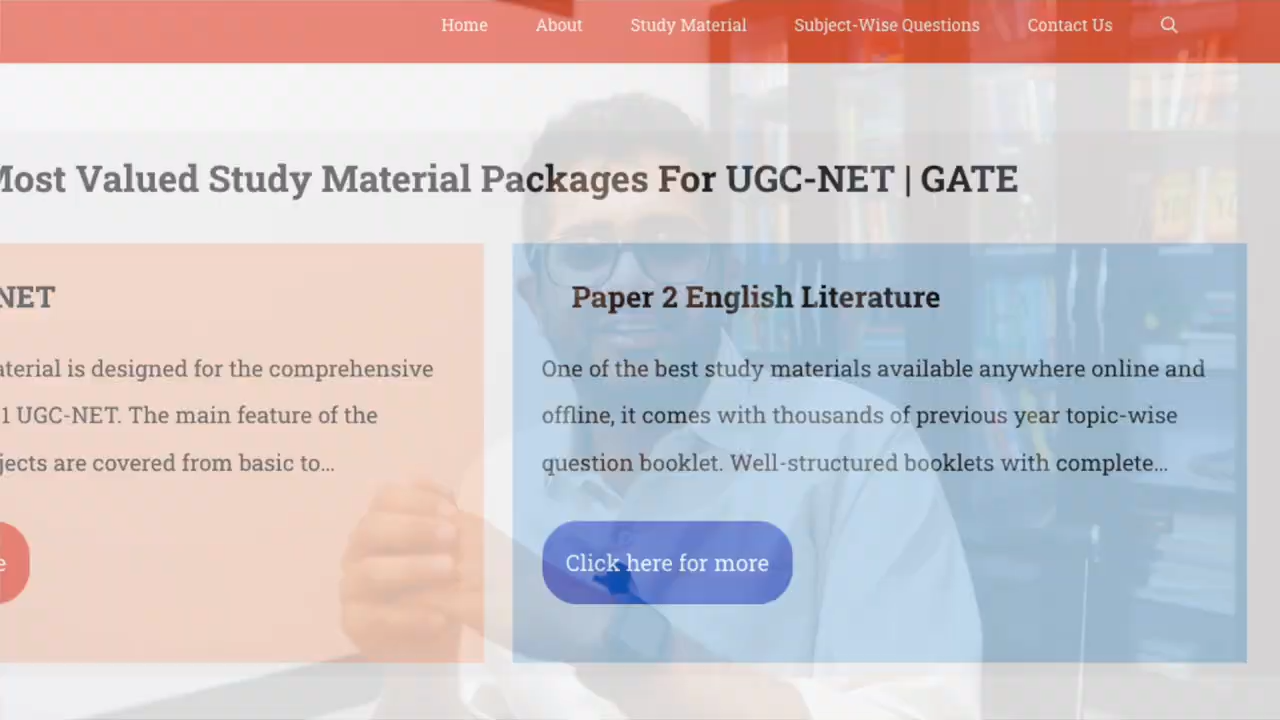 Home About Study Material Subject-Wise Questions Contact Us
Most Valued Study Material Packages For UGC-NET | GATE
NET
material is designed for the comprehensive
1 UGC-NET. The main feature of the
are covered from basic to...
Paper 2 English Literature
One of the best study materials available anywhere online and
offline, it comes with thousands of previous year topic-wise
question booklet. Well-structured booklets with complete...
Click here for more